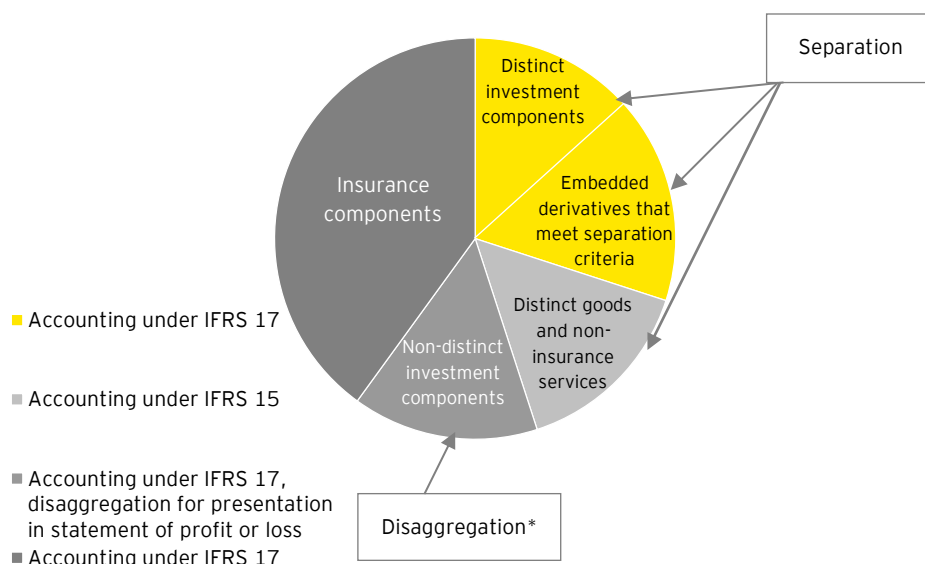 Separation
Distinct
investment
components
Insurance
components
Embedded
derivatives that
meet separation
criteria
Distinct goods
and non-
insurance
services
Non-distinct
investment
components
Accounting under IFRS 17
Accounting under IFRS 15
Accounting under IFRS 17,
disaggregation for presentation
in statement of profit or loss
Accounting under IFRS 17
Disaggregation*